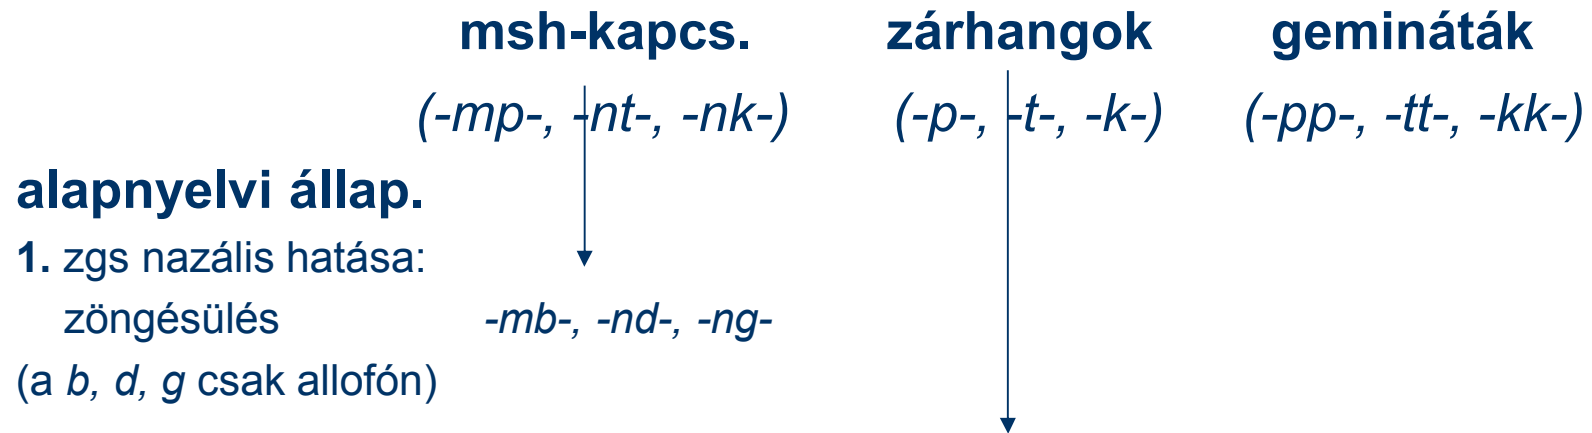 msh-kapcs. zárhangok gemináták
(-mp-, -nt-, -nk-) (-p-, -t-, -k-) (-pp-, -tt-, -kk-)
alapnyelvi állap.
1. zgs nazális hatása:
zöngésülés -mb-, -nd-, -ng-
(a b, d, g csak allofón)